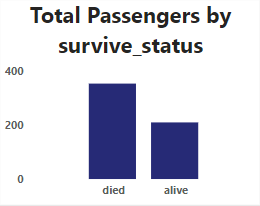 Total Passengers by
survive_status
400
200
0
died alive